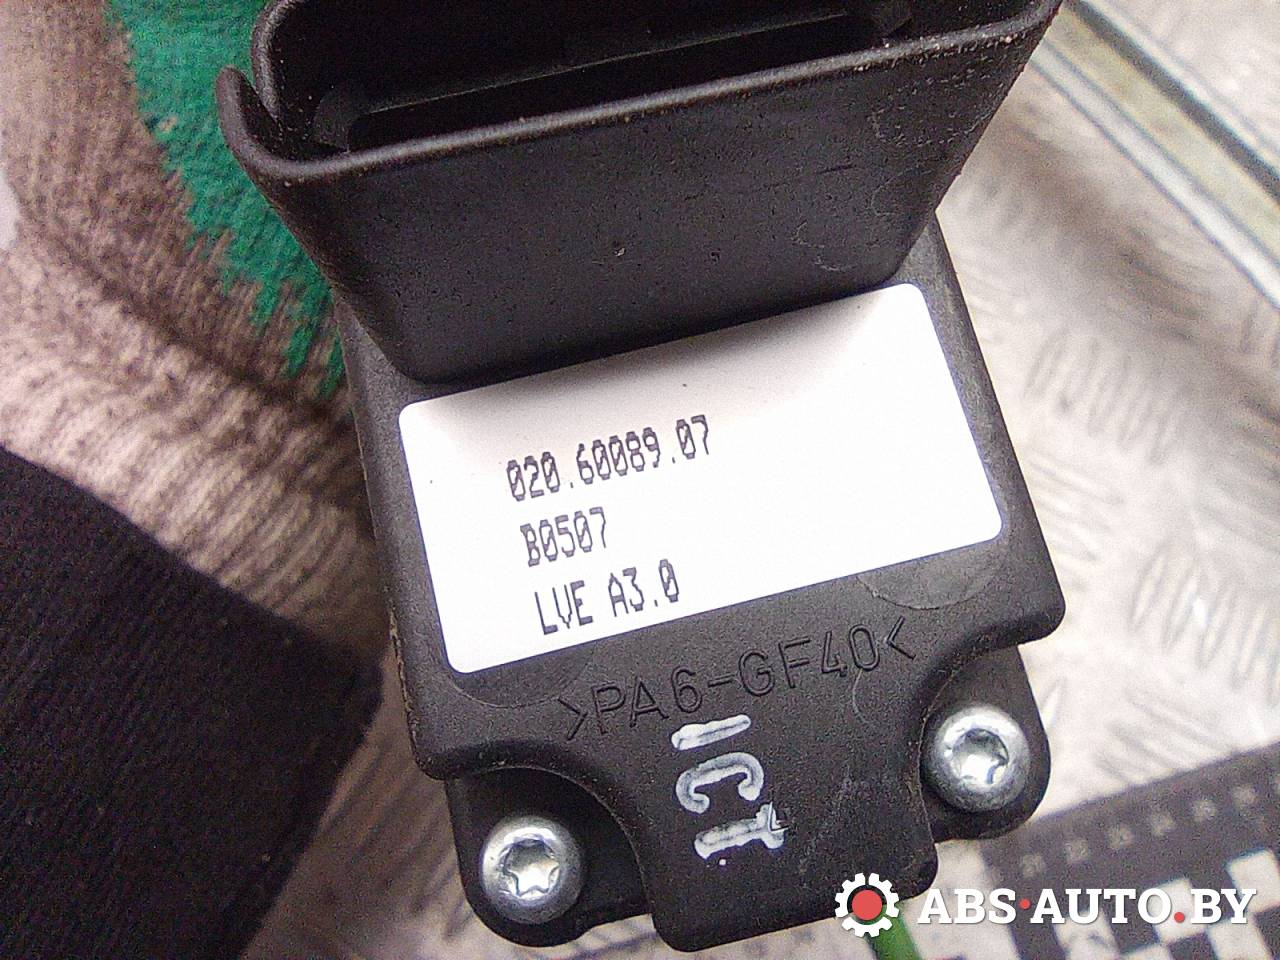 020.60089.07
B0507
LVE A3.0
>PA6-GF40<
ICT
ABS·AUTO.BY